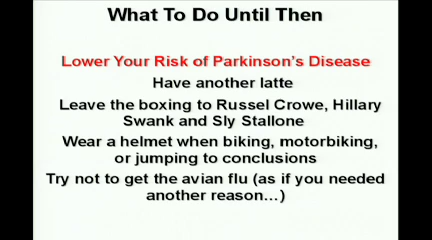 What To Do Until Then
Lower Your Risk of Parkinson's Disease
Have another latte
Leave the boxing to Russel Crowe, Hillary
Swank and Sly Stallone
Wear a helmet when biking, motorbiking,
or jumping to conclusions
Try not to get the avian flu (as if you needed
another reason…)